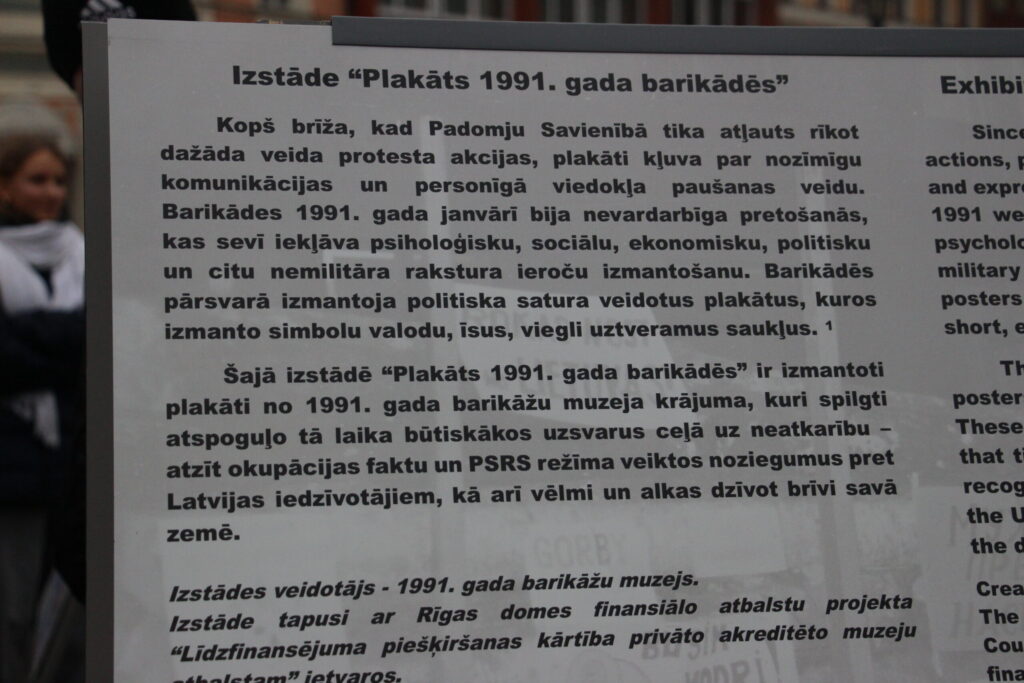 Izstāde “Plakāts 1991. gada barikādēs”
Kopš brīža, kad Padomju Savienībā tika atļauts rīkot
dažāda veida protesta akcijas, plakāti kļuva par nozīmīgu
komunikācijas un personīgā viedokļa paušanas veidu.
Barikādes 1991. gada janvārī bija nevardarbīga pretošanās,
kas sevī iekļāva psiholoģisku, sociālu, ekonomisku, politisku
un citu nemilitāra rakstura ieroču izmantošanu. Barikādēs
pārsvarā izmantoja politiska satura veidotus plakātus, kuros
izmanto simbolu valodu, īsus, viegli uztveramus saukļus. ¹
Šajā izstādē “Plakāts 1991. gada barikādēs” ir izmantoti
plakāti no 1991. gada barikāžu muzeja krājuma, kuri spilgti
atspoguļo tā laika būtiskākos uzsvarus ceļā uz neatkarību –
atzīt okupācijas faktu un PSRS režīma veiktos noziegumus pret
Latvijas iedzīvotājiem, kā arī vēlmi un alkas dzīvot brīvi savā
zemē.
Izstādes veidotājs - 1991. gada barikāžu muzejs.
Izstāde tapusi ar Rīgas domes finansiālo atbalstu projekta
“Līdzfinansējuma piešķiršanas kārtība privāto akreditēto muzeju
atbalstam” ietvaros.
Exhibi
Since
actions, p
and expre
1991 we
psycholo
military
posters
short, e
Th
poster
These
that ti
recog
the U
the d
Crea
The
Cou
fina
GORBY